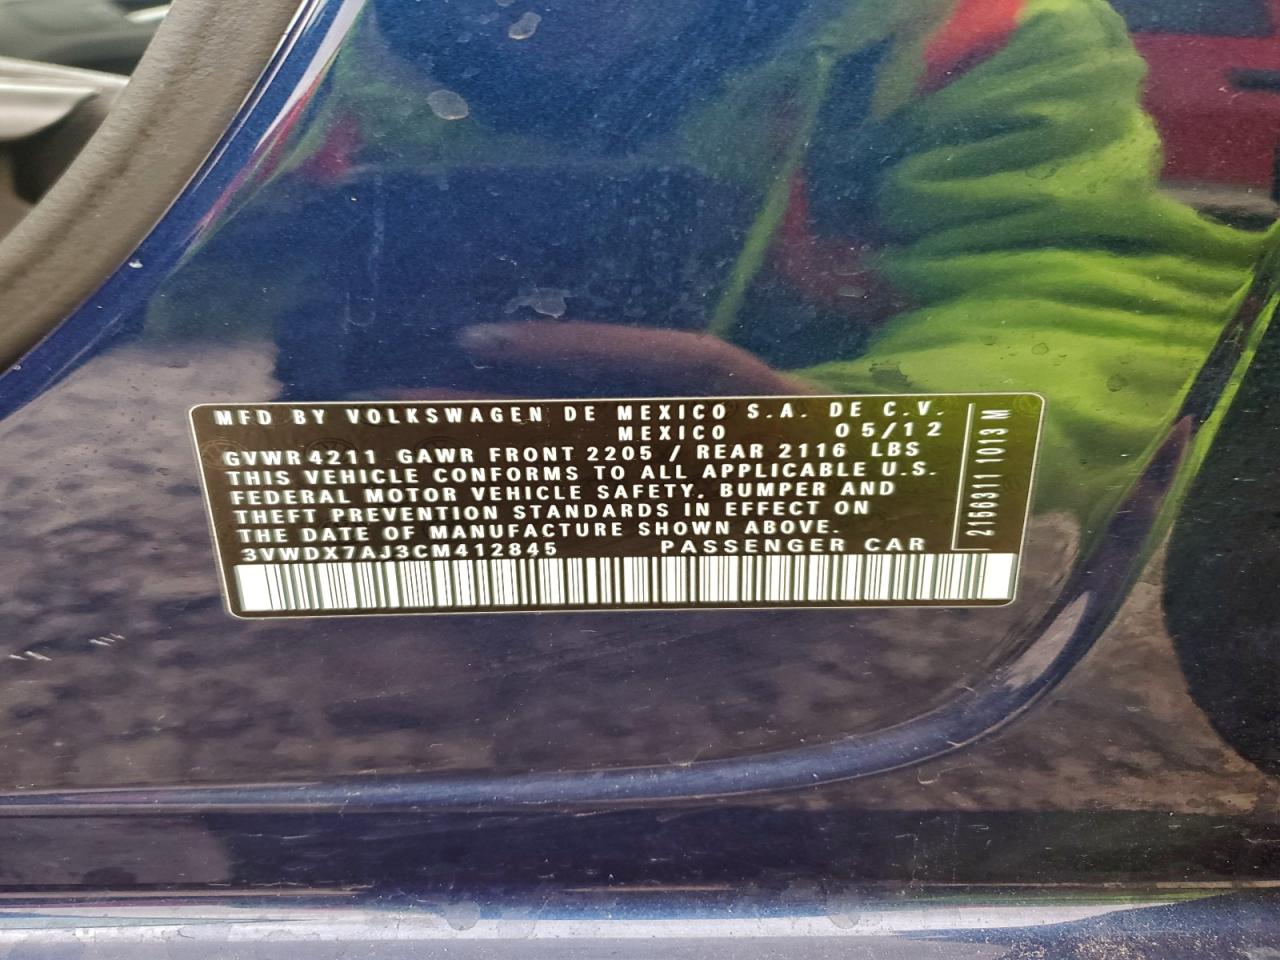 MFD BY VOLKSWAGEN DE MEXICO S.A. DE C.V.
MEXICO 05/12
GVWR 4211 GAWR FRONT 2205 / REAR 2116 LBS
THIS VEHICLE CONFORMS TO ALL APPLICABLE U.S.
FEDERAL MOTOR VEHICLE SAFETY, BUMPER AND
THEFT PREVENTION STANDARDS IN EFFECT ON
THE DATE OF MANUFACTURE SHOWN ABOVE.
3VWDX7AJ3CM412845 PASSENGER CAR
2156311 1013 M